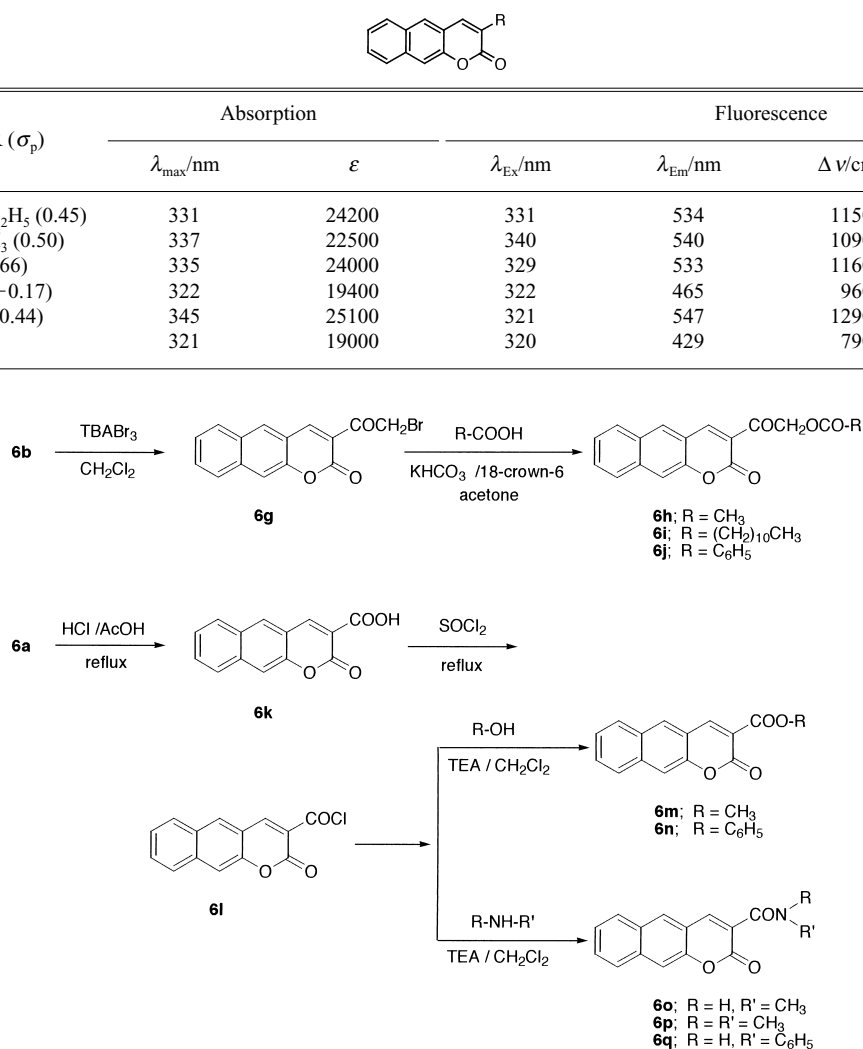 R
O O
Absorption Fluorescence
(σp)
λmax/nm ε λEx/nm λEm/nm Δν/c
2H5 (0.45) 331 24200 331 534 115
3 (0.50) 337 22500 340 540 109
66) 335 24000 329 533 116
−0.17) 322 19400 322 465 96
0.44) 345 25100 321 547 129
321 19000 320 429 79
6b TBABr3 CH2Cl2
COCH2Br
O O
6g
R-COOH
KHCO3 /18-crown-6
acetone
COCH2OCO-R
O O
6h; R = CH3
6i; R = (CH2)10CH3
6j; R = C6H5
6a HCl /AcOH
reflux
COOH
O O
6k
SOCl2
reflux
COCl
O O
6l
R-OH
TEA / CH2Cl2
COO-R
O O
6m; R = CH3
6n; R = C6H5
R-NH-R'
TEA / CH2Cl2
R
CON
R'
O O
6o; R = H, R' = CH3
6p; R = R' = CH3
6q; R = H, R' = C6H5